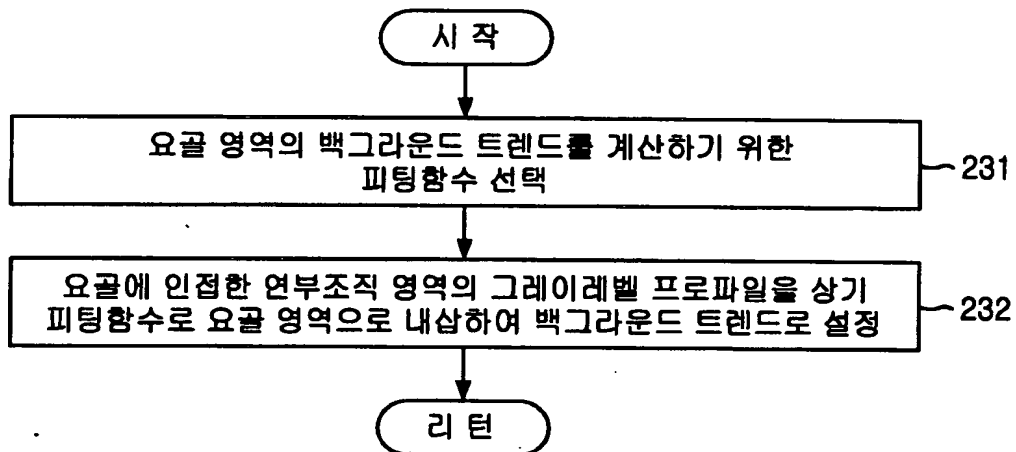 시 작
요골 영역의 백그라운드 트렌드를 계산하기 위한
피팅함수 선택
231
요골에 인접한 연부조직 영역의 그레이레벨 프로파일을 상기
피팅함수로 요골 영역으로 내삽하여 백그라운드 트렌드로 설정
232
리 턴